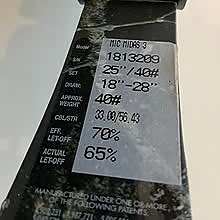 Model MIC MIDAS 3
S/N 1813209
SET 25"/40#
DRAW: 18"-28"
APPROX. WEIGHT 40#
CBL/STR 33.00/56.43
EFF. LET-OFF 70%
ACTUAL LET-OFF 65%
MANUFACTURED UNDER ONE OR MORE
OF THE FOLLOWING PATENTS: